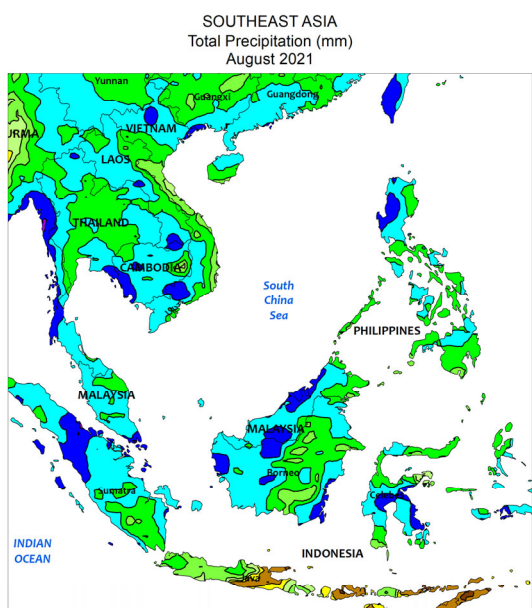 SOUTHEAST ASIA
Total Precipitation (mm)
August 2021
Yunnan
Guangxi
Guangdong
URMA
VIETNAM
LAOS
THAILAND
CAMBODIA
South
China
Sea
PHILIPPINES
MALAYSIA
MALAYSIA
Borneo
Sumatra
INDIAN
OCEAN
INDONESIA
Java